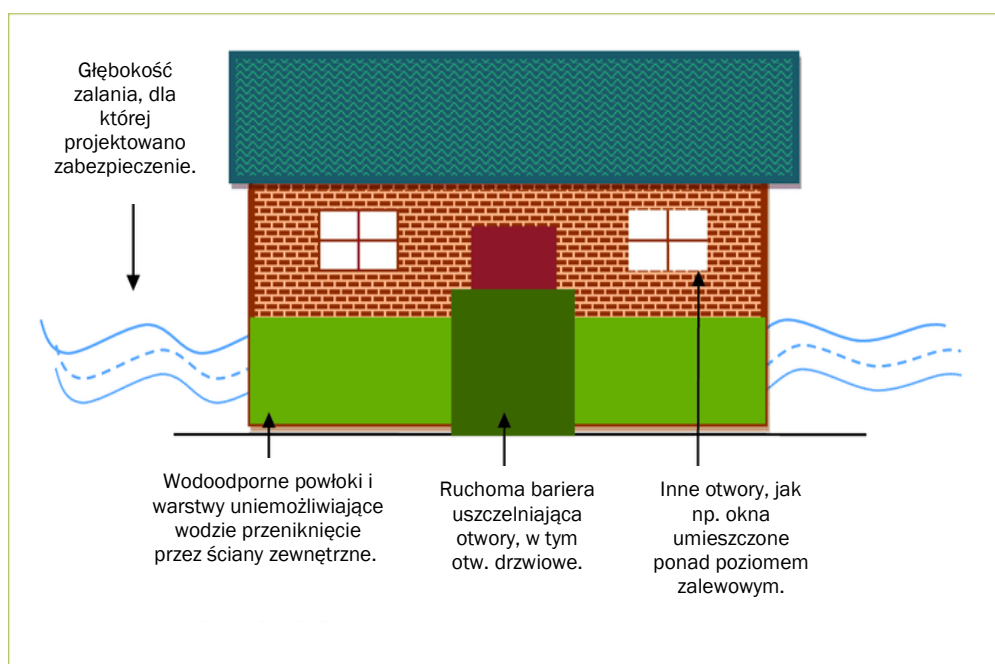 Głębokość
zalania, dla
której
projektowano
zabezpieczenie.
Wodoodporne powłoki i
warstwy uniemożliwiające
wodzie przeniknięcie
przez ściany zewnętrzne.
Ruchoma bariera
uszczelniająca
otwory, w tym
otw. drzwiowe.
Inne otwory, jak
np. okna
umieszczone
ponad poziomem
zalewowym.